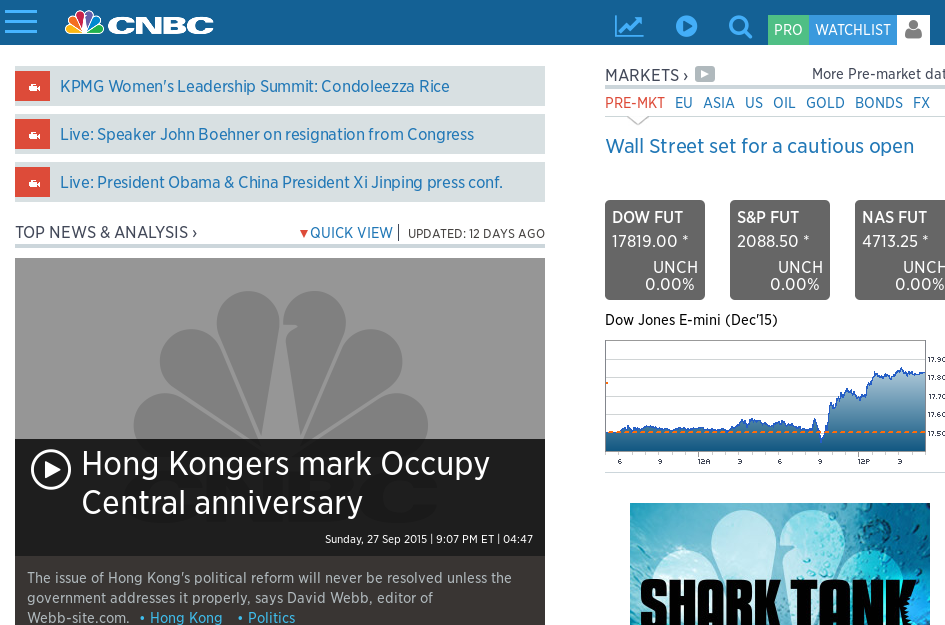 CNBC
PRO WATCHLIST
KPMG Women's Leadership Summit: Condoleezza Rice
Live: Speaker John Boehner on resignation from Congress
Live: President Obama & China President Xi Jinping press conf.
TOP NEWS & ANALYSIS ›
QUICK VIEW
UPDATED: 12 DAYS AGO
Hong Kongers mark Occupy
Central anniversary
Sunday, 27 Sep 2015 | 9:07 PM ET | 04:47
The issue of Hong Kong's political reform will never be resolved unless the
government addresses it properly, says David Webb, editor of
Webb-site.com. • Hong Kong • Politics
MARKETS ›
More Pre-market dat
PRE-MKT EU ASIA US OIL GOLD BONDS FX
Wall Street set for a cautious open
DOW FUT
17819.00 *
UNCH
0.00%
S&P FUT
2088.50 *
UNCH
0.00%
NAS FUT
4713.25 *
UNCH
0.00%
Dow Jones E-mini (Dec'15)
17.90
17.80
17.70
17.60
17.50
6 9 12A 3 6 9 12P 3
SHARK TANK